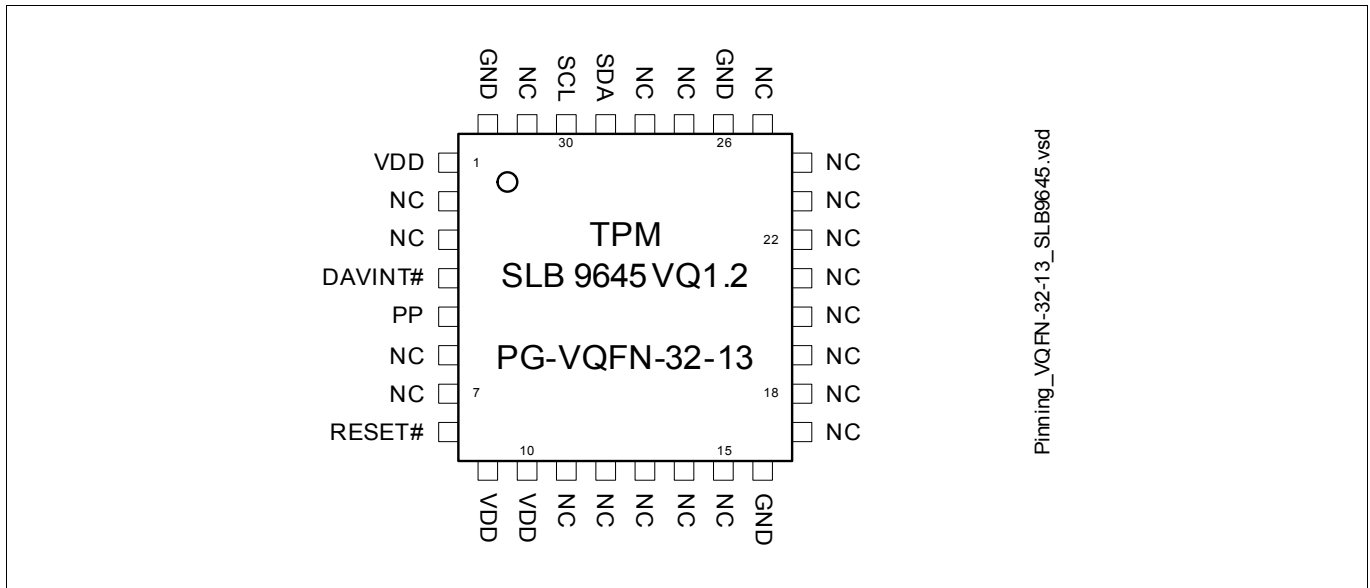 GND
NC
SCL
SDA
NC
NC
GND
NC
30
26
VDD
NC
NC
DAVINT#
PP
NC
NC
RESET#
1
7
TPM
SLB 9645 VQ1.2
PG-VQFN-32-13
22
18
NC
NC
NC
NC
NC
NC
NC
NC
10
15
VDD
VDD
NC
NC
NC
NC
NC
GND
Pinning_VQFN-32-13_SLB9645.vsd